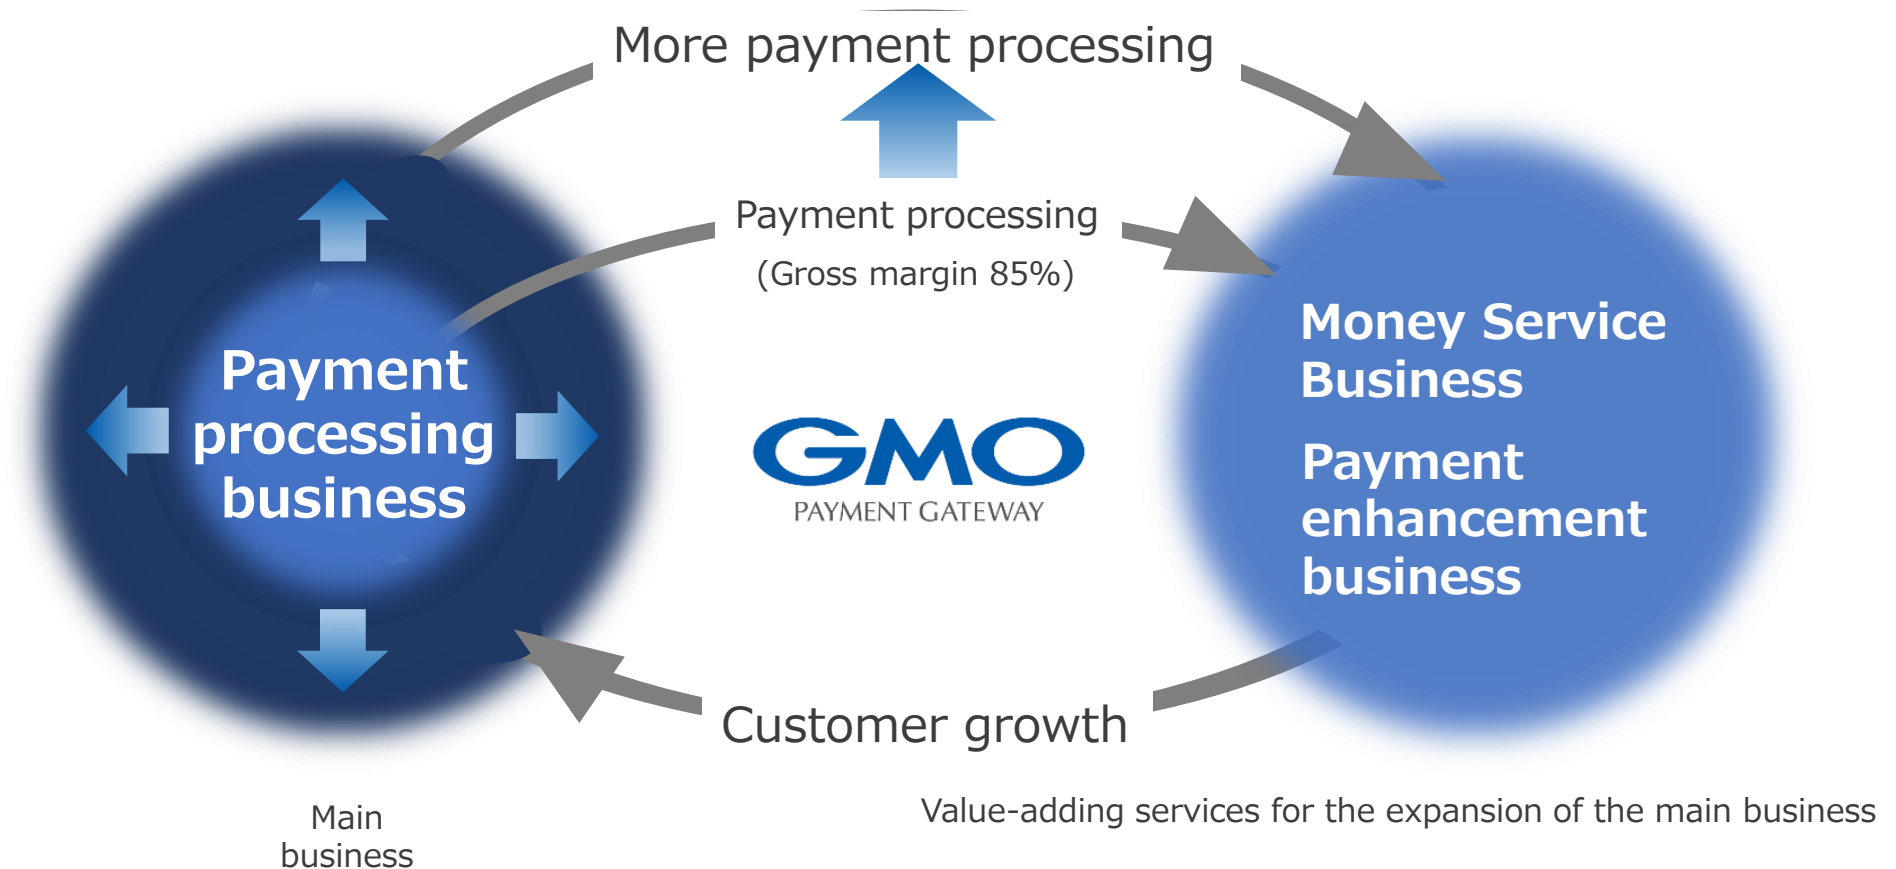 More payment processing
Payment processing
(Gross margin 85%)
Payment
processing
business
Money Service
Business
Payment
enhancement
business
GMO
PAYMENT GATEWAY
Customer growth
Main
business
Value-adding services for the expansion of the main business